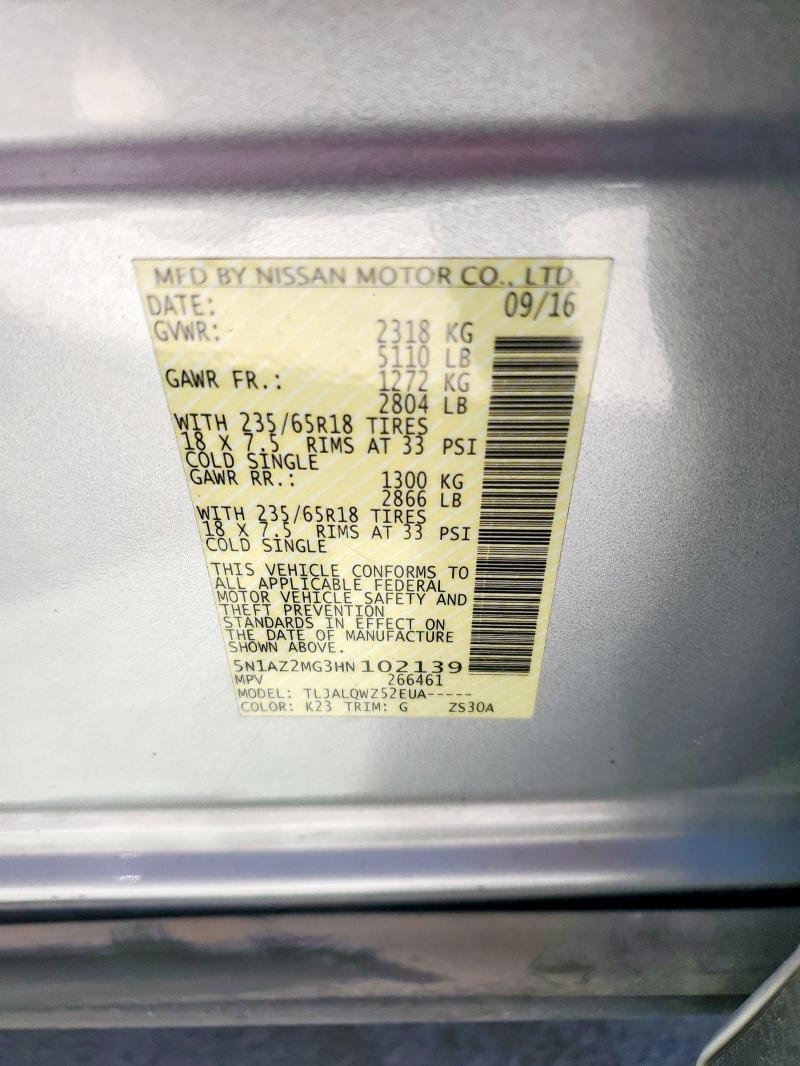 MFD BY NISSAN MOTOR CO., LTD.
DATE: 09/16
GVWR: 2318 KG
5110 LB
GAWR FR.: 1272 KG
2804 LB
WITH 235/65R18 TIRES
18 X 7.5 RIMS AT 33 PSI
COLD SINGLE
GAWR RR.: 1300 KG
2866 LB
WITH 235/65R18 TIRES
18 X 7.5 RIMS AT 33 PSI
COLD SINGLE
THIS VEHICLE CONFORMS TO
ALL APPLICABLE FEDERAL
MOTOR VEHICLE SAFETY AND
THEFT PREVENTION
STANDARDS IN EFFECT ON
THE DATE OF MANUFACTURE
SHOWN ABOVE.
5N1AZ2MG3HN102139
MPV 266461
MODEL: TLJALQWZ52EUA-----
COLOR: K23 TRIM: G ZS30A